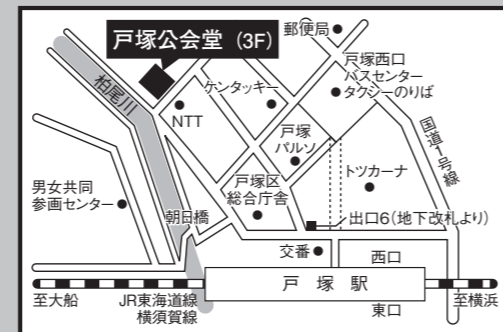 戸塚公会堂（3F）
郵便局
戸塚西口
バスセンター
タクシーのりば
柏尾川
ケンタッキー
NTT
国道1号線
戸塚
パルソ
トツカーナ
男女共同
参画センター
戸塚区
総合庁舎
朝日橋
出口6（地下改札より）
交番
西口
戸塚駅
至大船
JR東海道線
横須賀線
東口
至横浜